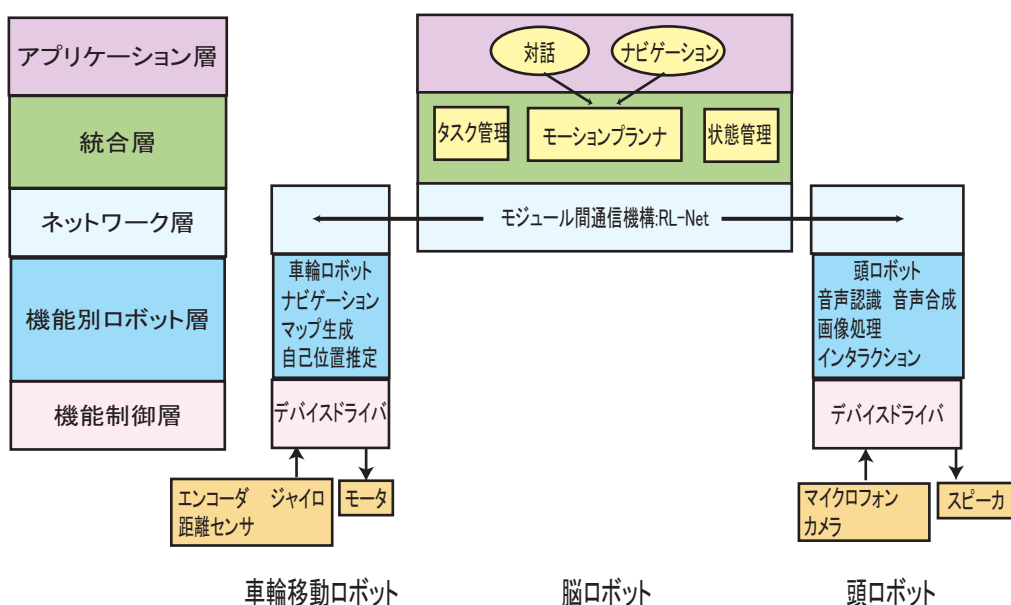 アプリケーション層
統合層
ネットワーク層
機能別ロボット層
機能制御層
対話
ナビゲーション
タスク管理
モーションプランナ
状態管理
モジュール間通信機構:RL-Net
車輪ロボット
ナビゲーション
マップ生成
自己位置推定
デバイスドライバ
エンコーダ ジャイロ
距離センサ
モータ
頭ロボット
音声認識 音声合成
画像処理
インタラクション
デバイスドライバ
マイクロフォン
カメラ
スピーカ
車輪移動ロボット
脳ロボット
頭ロボット